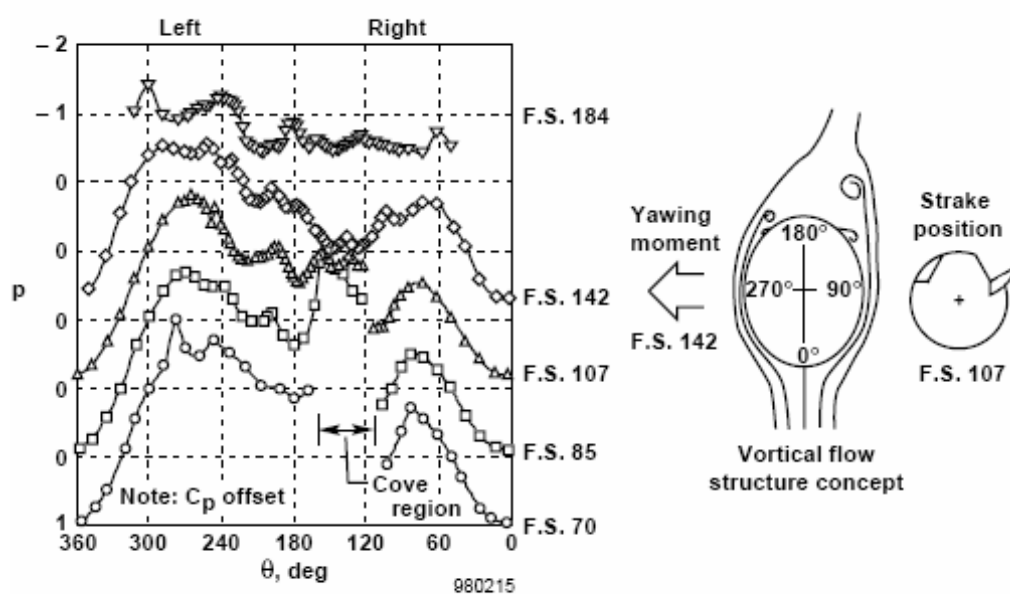 Left Right
– 2
– 1
0
0
0
0
0
1
p
F.S. 184
F.S. 142
F.S. 107
F.S. 85
F.S. 70
Note: Cp offset
Cove
region
360 300 240 180 120 60 0
θ, deg
980215
Yawing
moment
F.S. 142
180°
270° 90°
0°
Vortical flow
structure concept
Strake
position
+
F.S. 107